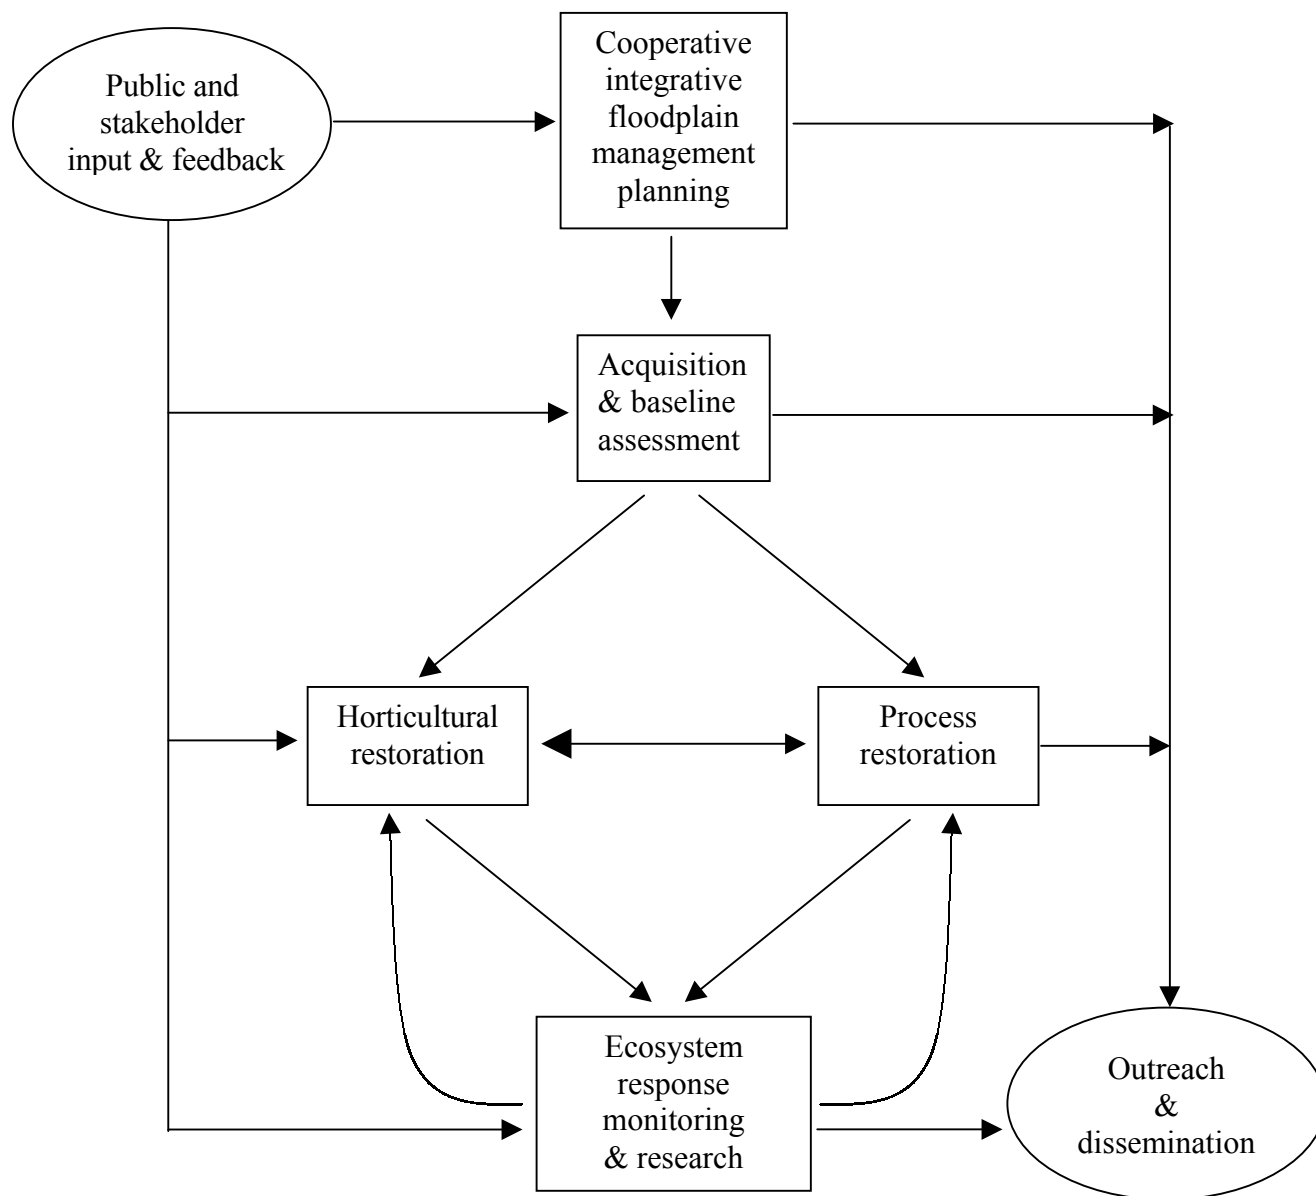 Public and
stakeholder
input & feedback
Cooperative
integrative
floodplain
management
planning
Acquisition
& baseline
assessment
Horticultural
restoration
Process
restoration
Ecosystem
response
monitoring
& research
Outreach
&
dissemination